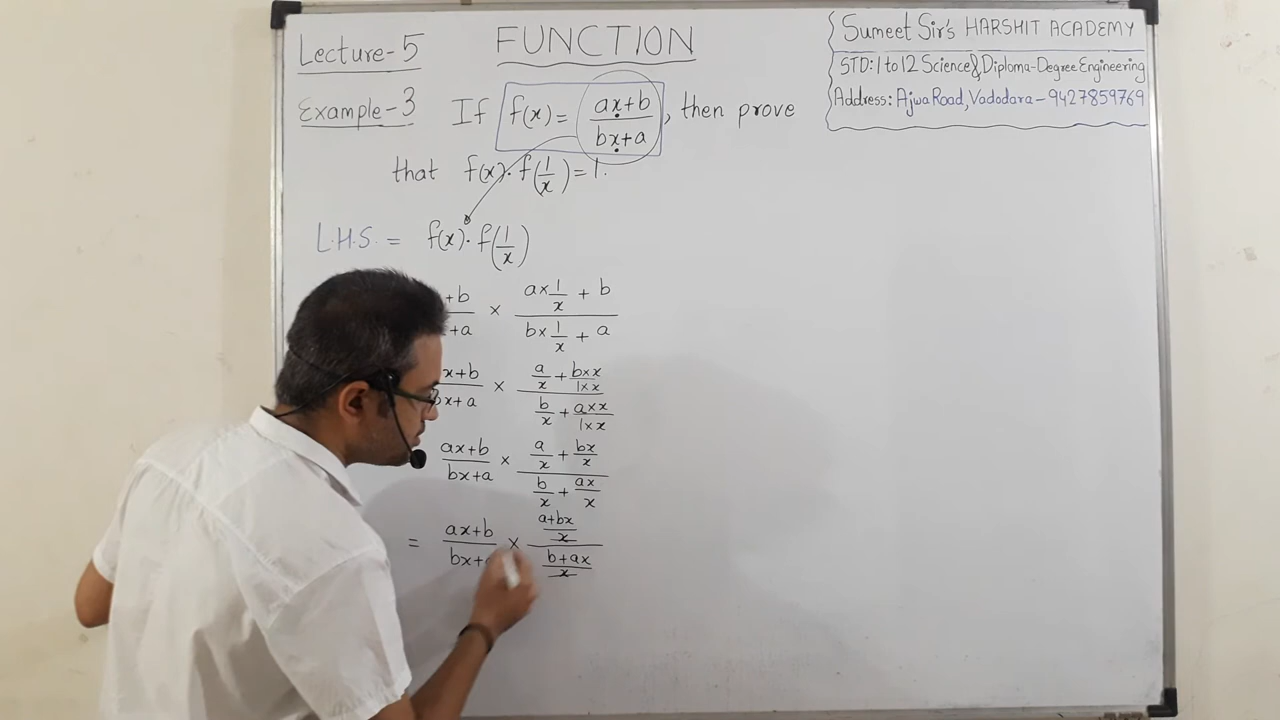 Lecture-5
FUNCTION
Sumeet Sir's HARSHIT ACADEMY
STD: 1 to 12 Science & Diploma-Degree Engineering
Address: Ajwa Road, Vadodara - 9427859769
Example-3 If f(x) = (ax+b)/(bx+a), then prove
that f(x)·f(1/x) = 1.
L.H.S. = f(x)·f(1/x)
+b/+a × (a×1/x + b)/(b×1/x + a)
x+b/bx+a × (a/x + b×x/1×x)/(b/x + a×x/1×x)
(ax+b)/(bx+a) × (a/x + bx/x)/(b/x + ax/x)
= (ax+b)/(bx+a) × ((a+bx)/x)/((b+ax)/x)